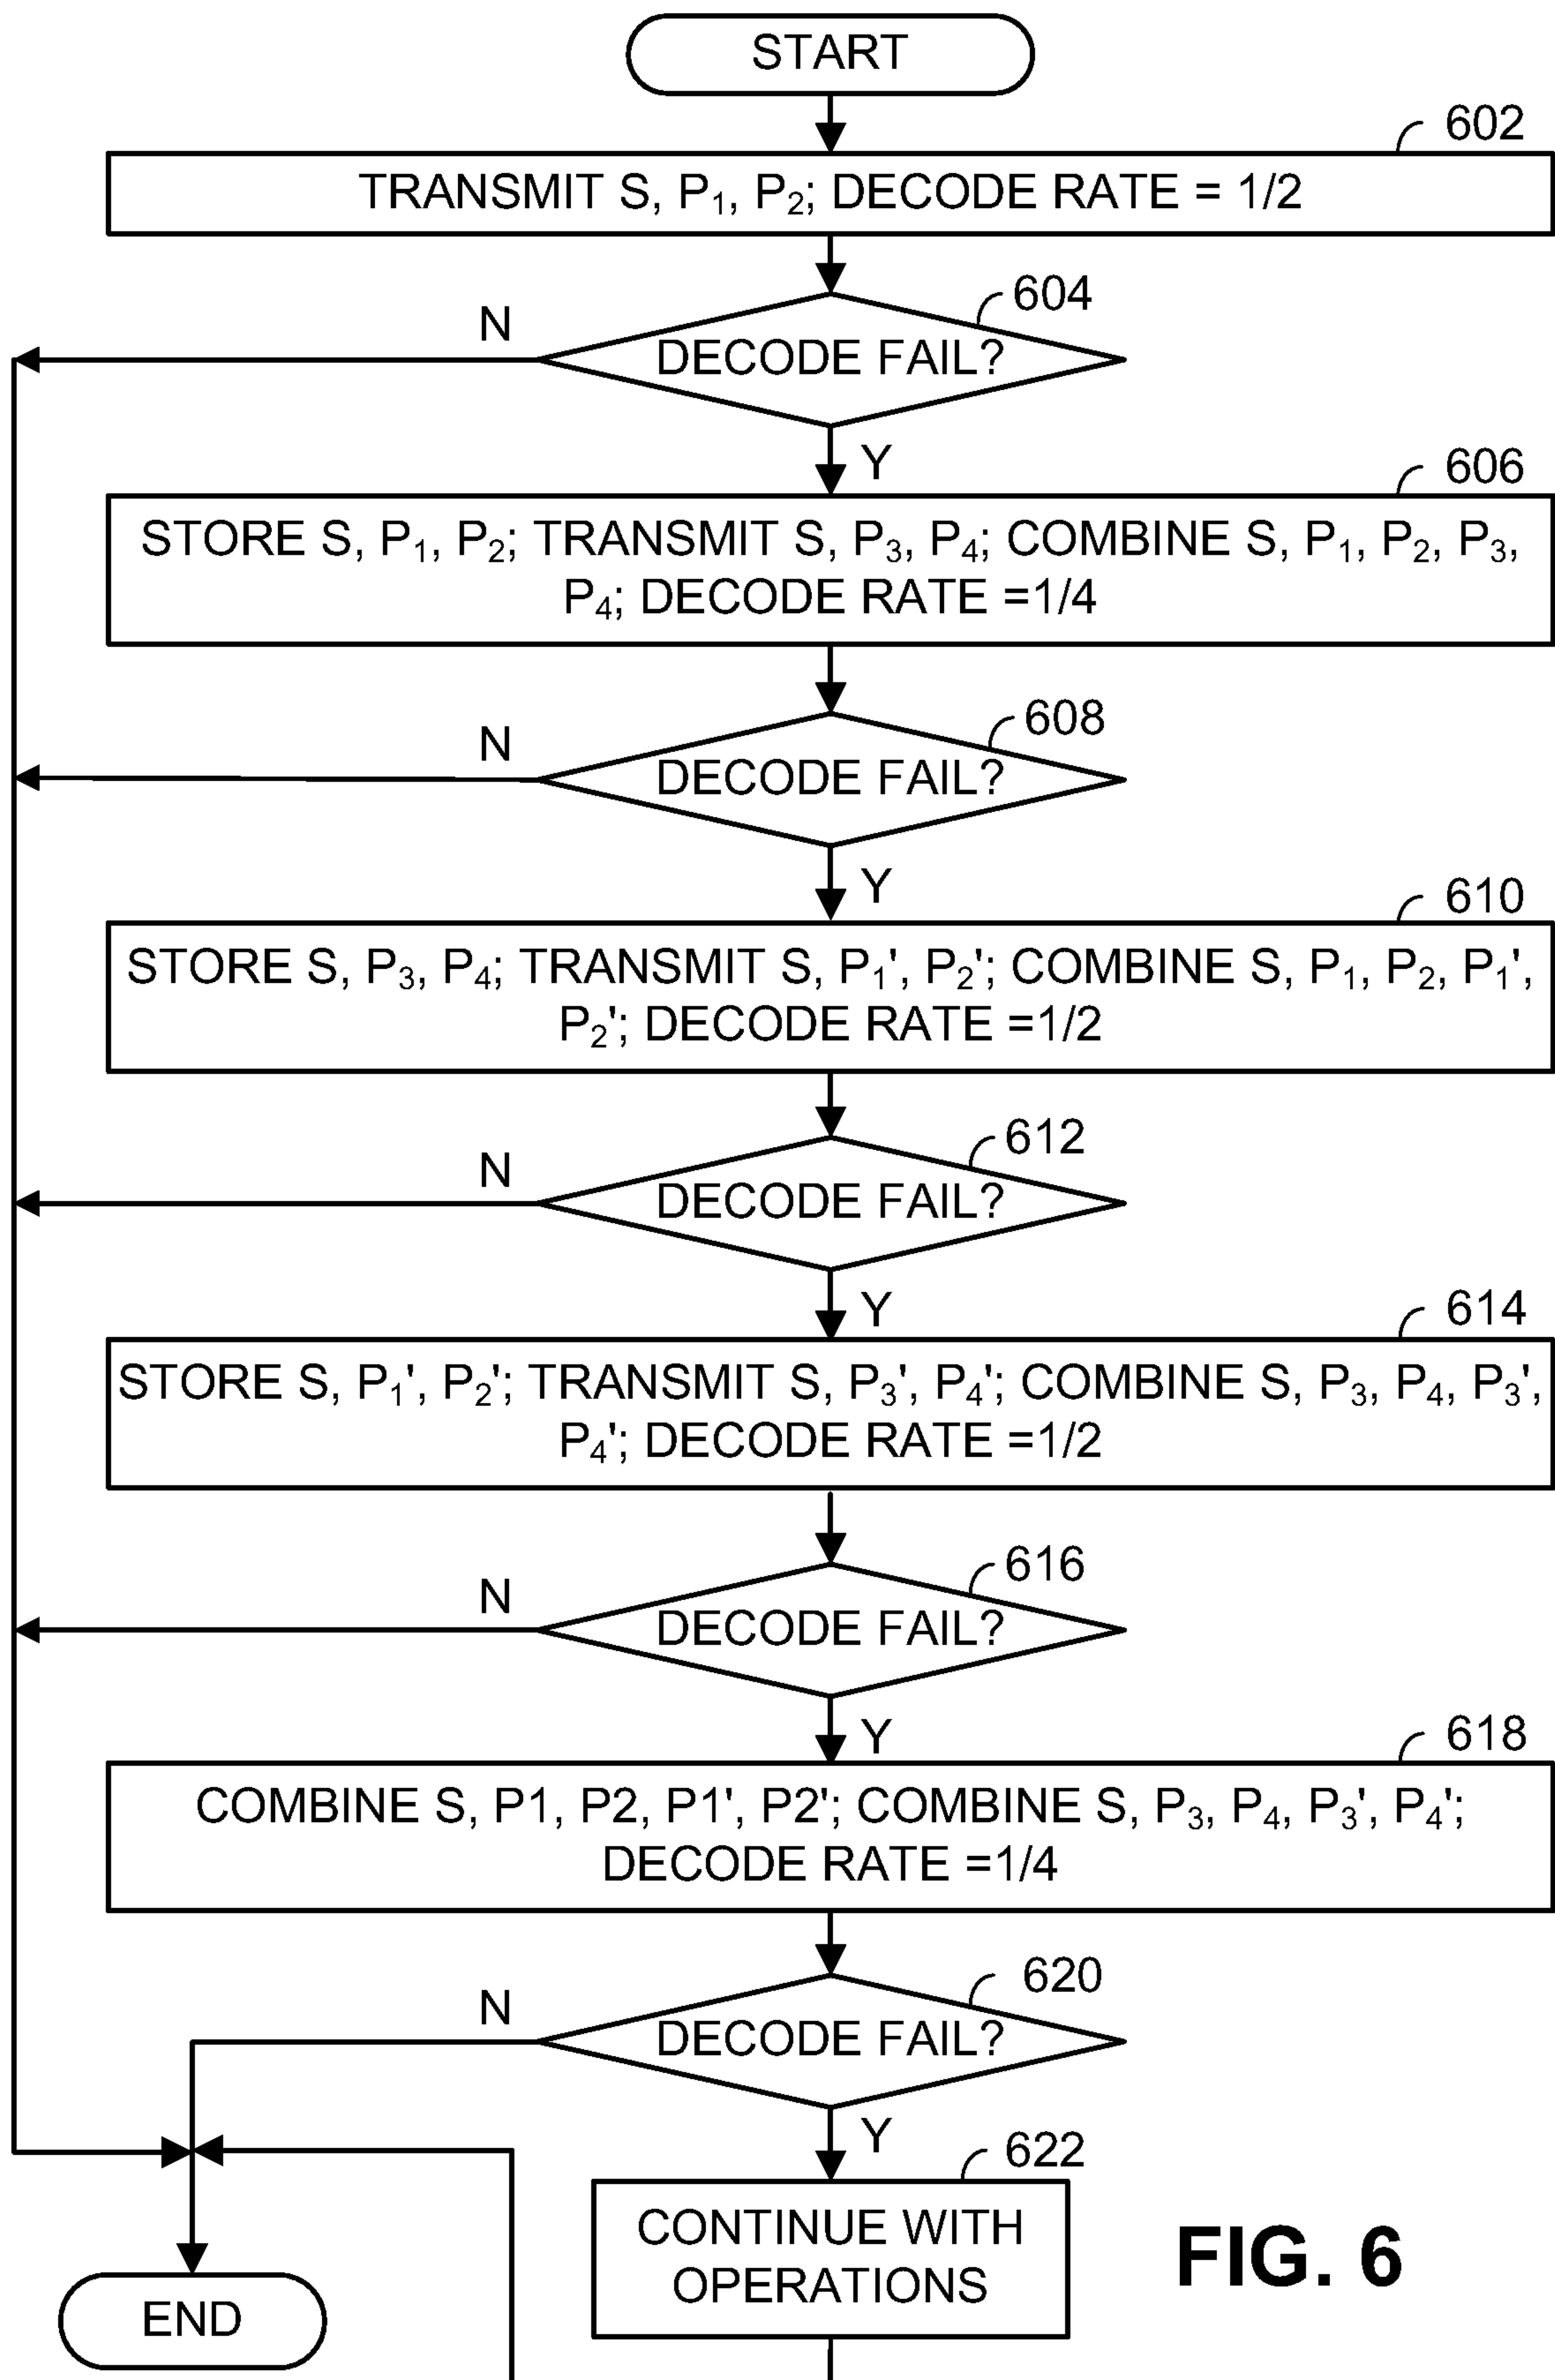 START
602
TRANSMIT S, P₁, P₂; DECODE RATE = 1/2
604
N
DECODE FAIL?
Y
606
STORE S, P₁, P₂; TRANSMIT S, P₃, P₄; COMBINE S, P₁, P₂, P₃,
P₄; DECODE RATE =1/4
608
N
DECODE FAIL?
Y
610
STORE S, P₃, P₄; TRANSMIT S, P₁', P₂'; COMBINE S, P₁, P₂, P₁',
P₂'; DECODE RATE =1/2
612
N
DECODE FAIL?
Y
614
STORE S, P₁', P₂'; TRANSMIT S, P₃', P₄'; COMBINE S, P₃, P₄, P₃',
P₄'; DECODE RATE =1/2
616
N
DECODE FAIL?
Y
618
COMBINE S, P1, P2, P1', P2'; COMBINE S, P₃, P₄, P₃', P₄';
DECODE RATE =1/4
620
N
DECODE FAIL?
Y
622
CONTINUE WITH
OPERATIONS
FIG. 6
END